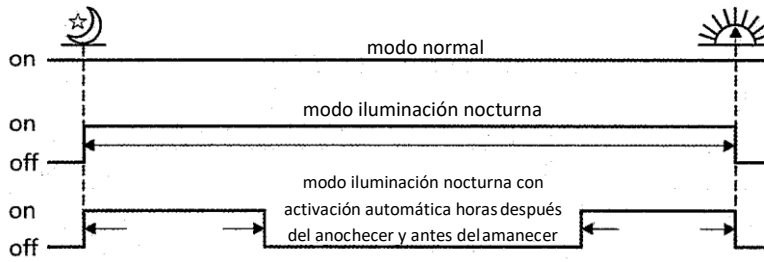 modo normal
on
modo iluminación nocturna
on
off
modo iluminación nocturna con
on
activación automática horas después
del anochecer y antes del amanecer
off